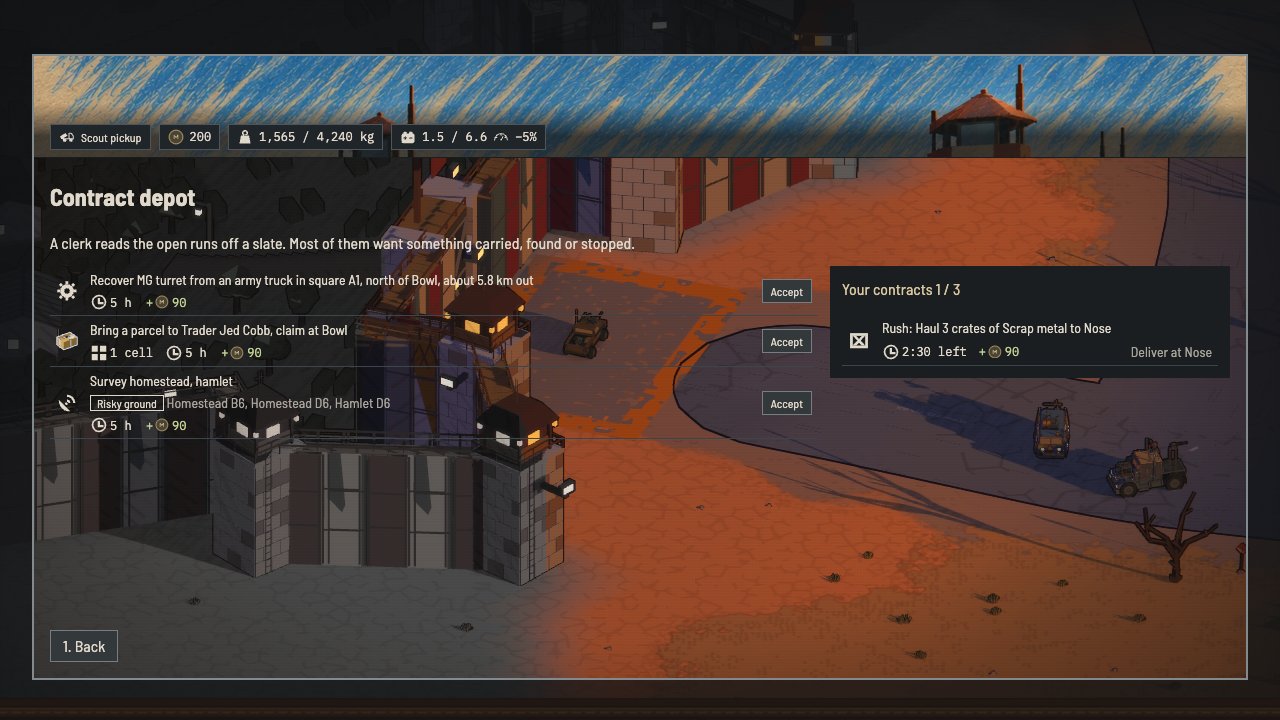 Scout pickup
M 200
1,565 / 4,240 kg
1.5 / 6.6 -5%
Contract depot
A clerk reads the open runs off a slate. Most of them want something carried, found or stopped.
Recover MG turret from an army truck in square A1, north of Bowl, about 5.8 km out
5 h + M 90
Accept
Bring a parcel to Trader Jed Cobb, claim at Bowl
1 cell 5 h + M 90
Accept
Survey homestead, hamlet
Risky ground Homestead B6, Homestead D6, Hamlet D6
5 h + M 90
Accept
Your contracts 1 / 3
Rush: Haul 3 crates of Scrap metal to Nose
2:30 left + M 90
Deliver at Nose
1. Back